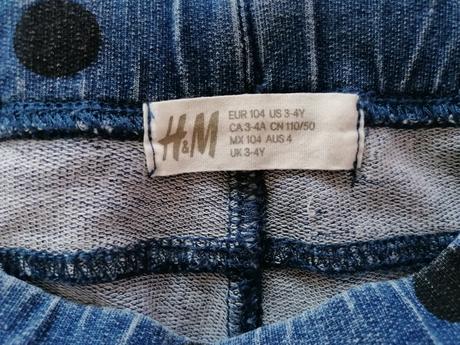 H&M
EUR 104 US 3-4Y
CA 3-4A CN 110/50
MX 104 AUS 4
UK 3-4Y